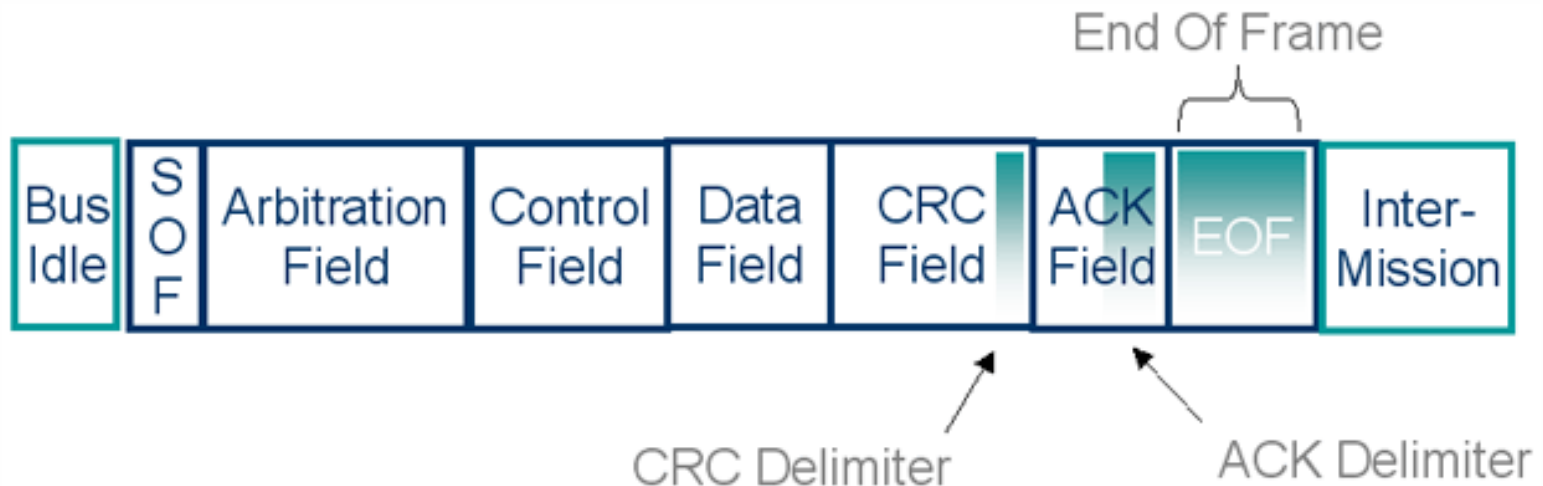 End Of Frame
Bus
Idle
S
O
F
Arbitration
Field
Control
Field
Data
Field
CRC
Field
ACK
Field
EOF
Inter-
Mission
CRC Delimiter
ACK Delimiter